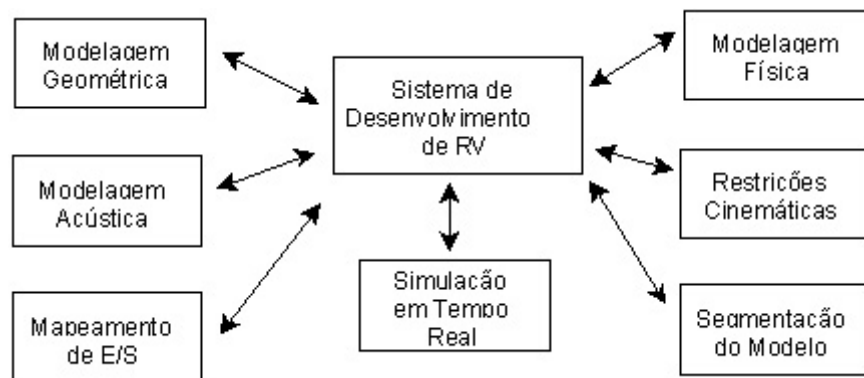 Modelagem
Geométrica
Sistema de
Desenvolvimento
de RV
Modelagem
Física
Modelagem
Acústica
Restrições
Cinemáticas
Mapeamento
de E/S
Simulação
em Tempo
Real
Segmentação
do Modelo